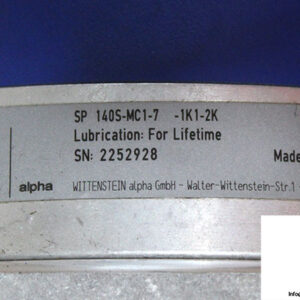 SP 140S-MC1-7 -1K1-2K
Lubrication: For Lifetime
SN: 2252928
Made
alpha WITTENSTEIN alpha GmbH - Walter-Wittenstein-Str.1